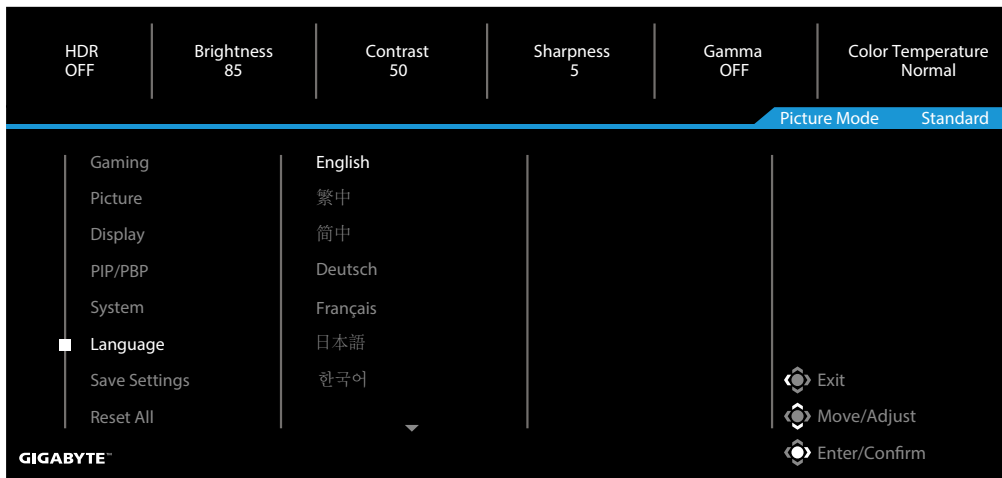 HDR
OFF
Brightness
85
Contrast
50
Sharpness
5
Gamma
OFF
Color Temperature
Normal
Picture Mode Standard
Gaming
Picture
Display
PIP/PBP
System
Language
Save Settings
Reset All
English
繁中
简中
Deutsch
Français
日本語
한국어
Exit
Move/Adjust
Enter/Confirm
GIGABYTE™